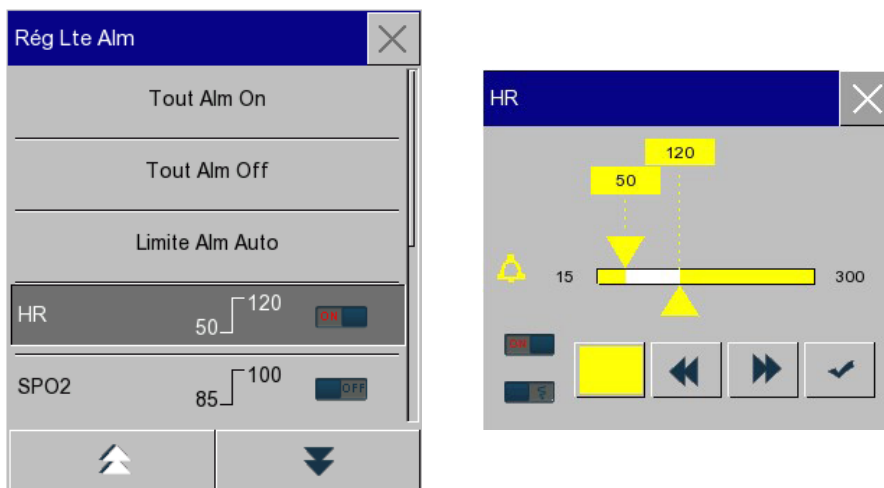 Rég Lte Alm
Tout Alm On
Tout Alm Off
Limite Alm Auto
HR 50 120 ON
SPO2 85 100 OFF
HR
120
50
15 300
ON